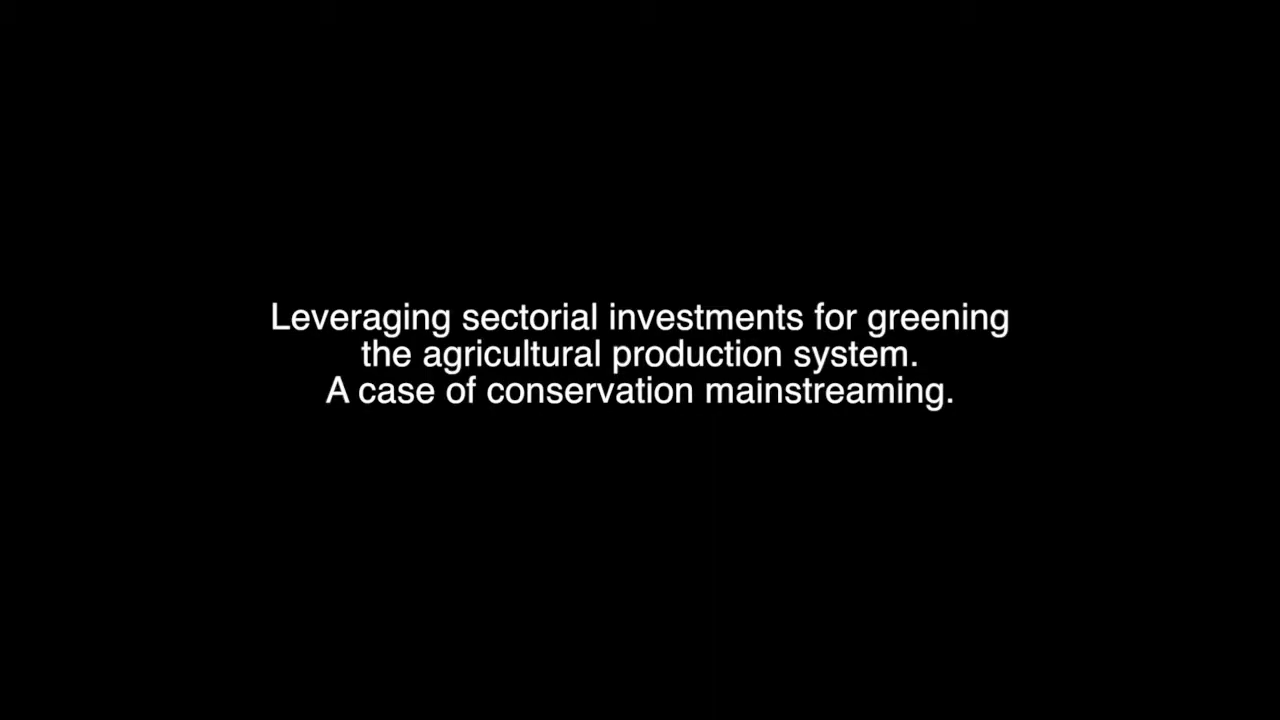 Leveraging sectorial investments for greening
the agricultural production system.
A case of conservation mainstreaming.